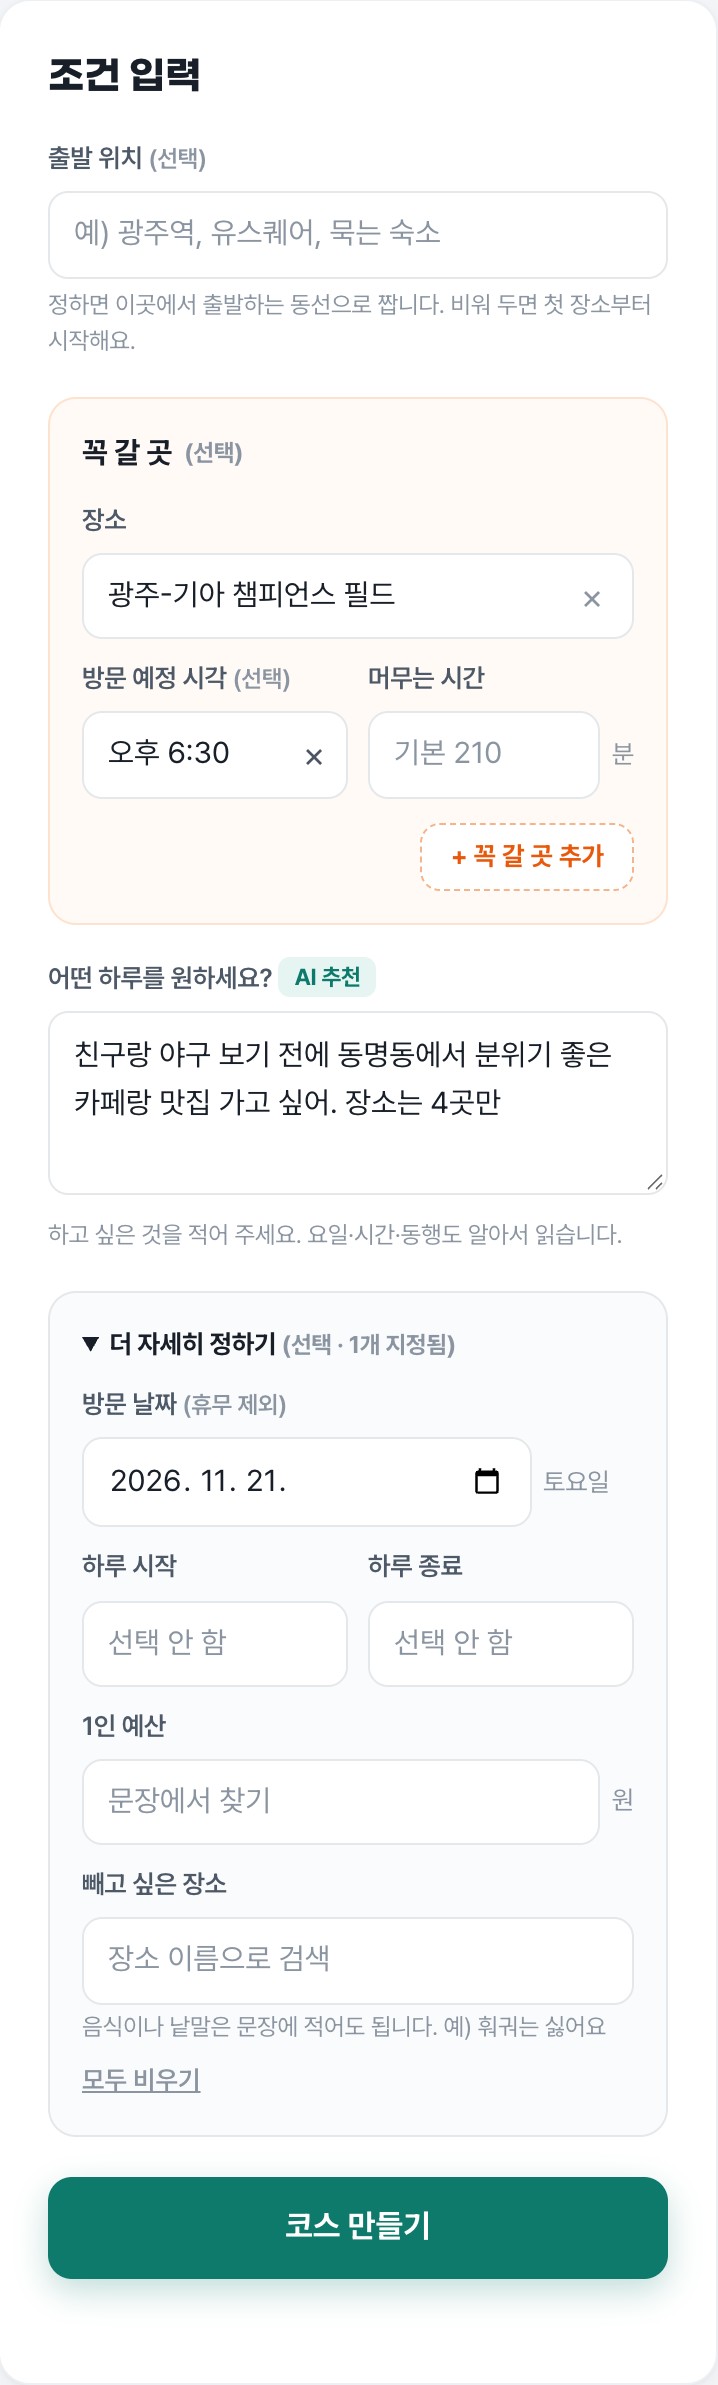 조건 입력
출발 위치 (선택)
예) 광주역, 유스퀘어, 묵는 숙소
정하면 이곳에서 출발하는 동선으로 짭니다. 비워 두면 첫 장소부터
시작해요.
꼭 갈 곳 (선택)
장소
광주-기아 챔피언스 필드 ×
방문 예정 시각 (선택) 머무는 시간
오후 6:30 × 기본 210 분
+ 꼭 갈 곳 추가
어떤 하루를 원하세요? AI 추천
친구랑 야구 보기 전에 동명동에서 분위기 좋은
카페랑 맛집 가고 싶어. 장소는 4곳만
하고 싶은 것을 적어 주세요. 요일·시간·동행도 알아서 읽습니다.
▼ 더 자세히 정하기 (선택 · 1개 지정됨)
방문 날짜 (휴무 제외)
2026. 11. 21. 토요일
하루 시작 하루 종료
선택 안 함 선택 안 함
1인 예산
문장에서 찾기 원
빼고 싶은 장소
장소 이름으로 검색
음식이나 낱말은 문장에 적어도 됩니다. 예) 훠궈는 싫어요
모두 비우기
코스 만들기